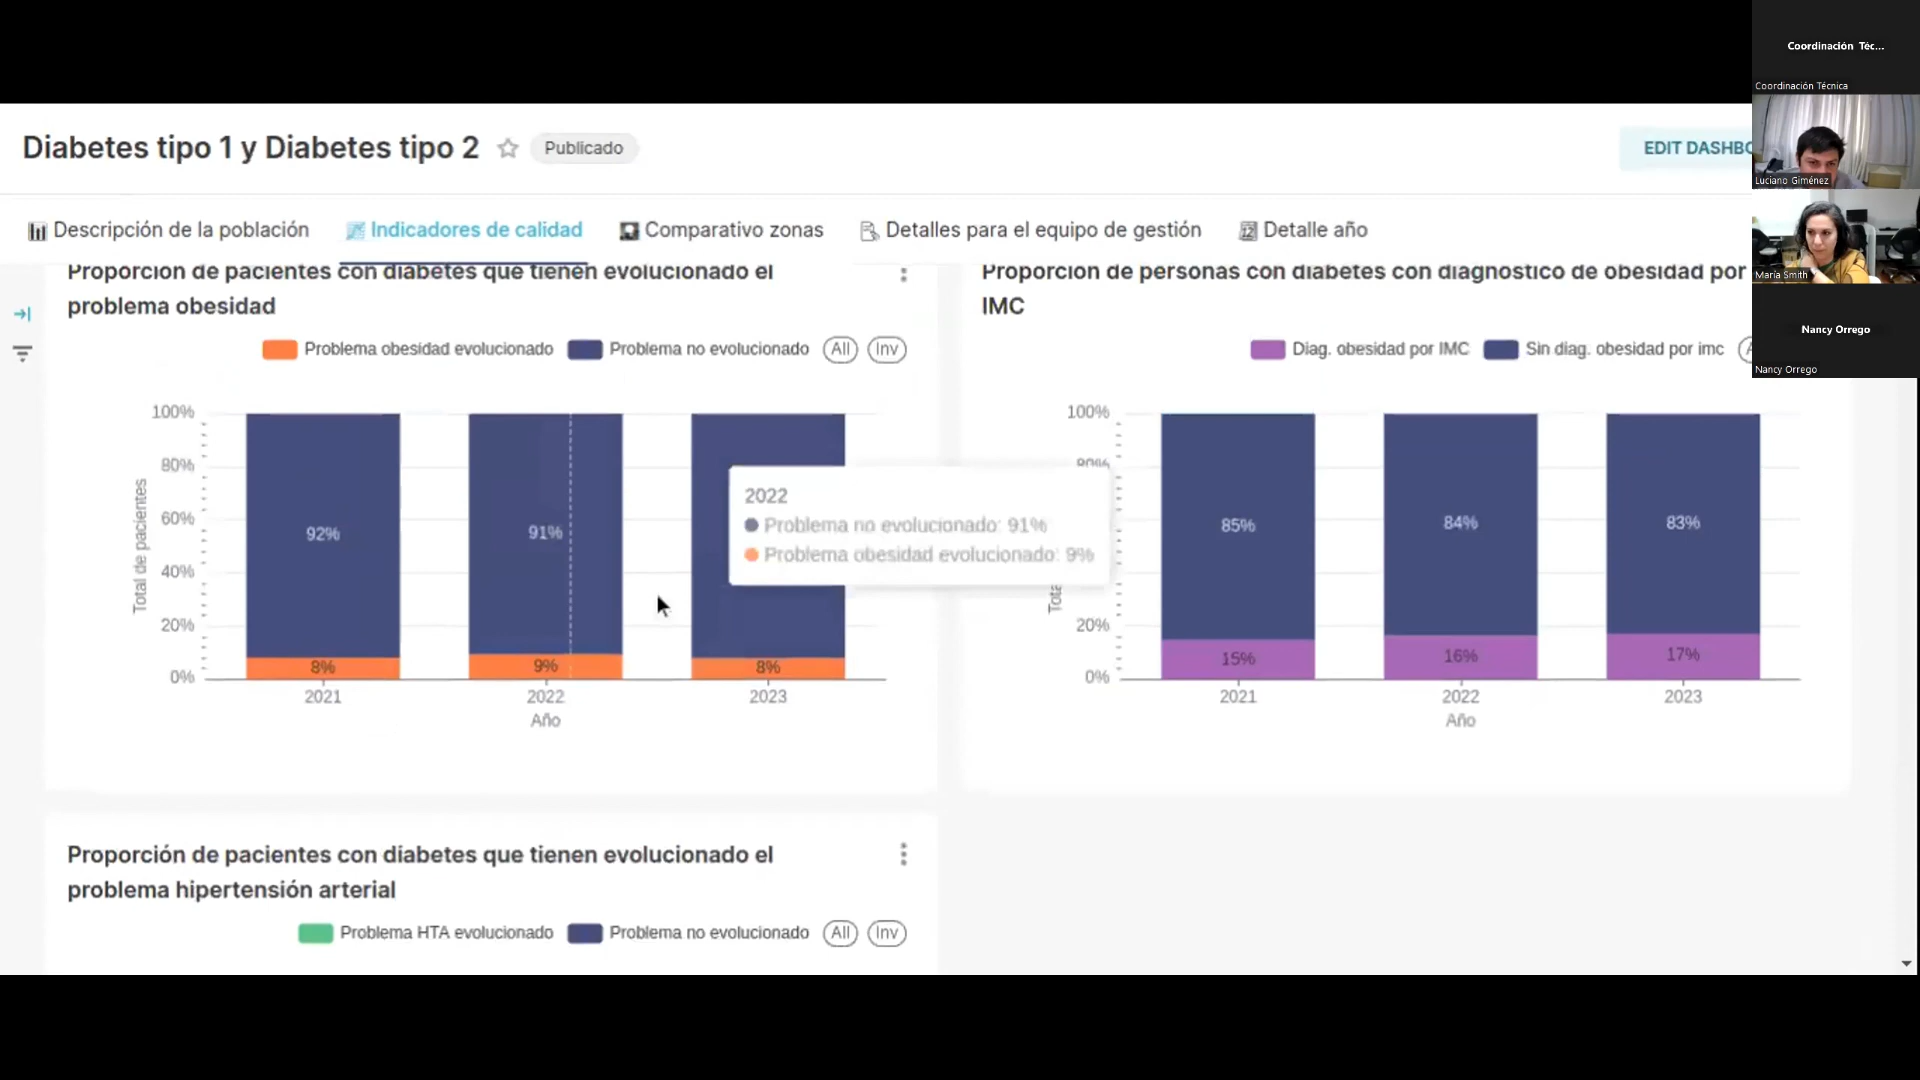 Coordinación Téc...
Coordinación Técnica
Diabetes tipo 1 y Diabetes tipo 2
Publicado
EDIT DASHBO
Luciano Giménez
Descripción de la población
Indicadores de calidad
Comparativo zonas
Detalles para el equipo de gestión
Detalle año
María Smith
Proporción de pacientes con diabetes que tienen evolucionado el
problema obesidad
Proporción de personas con diabetes con diagnóstico de obesidad por
IMC
Nancy Orrego
Nancy Orrego
Problema obesidad evolucionado
Problema no evolucionado
All
Inv
Diag. obesidad por IMC
Sin diag. obesidad por imc
Total de pacientes
100%
80%
60%
40%
20%
0%
92%
91%
8%
9%
8%
2021
2022
2023
Año
2022
Problema no evolucionado: 91%
Problema obesidad evolucionado: 9%
Tota
100%
80%
20%
0%
85%
84%
83%
15%
16%
17%
2021
2022
2023
Año
Proporción de pacientes con diabetes que tienen evolucionado el
problema hipertensión arterial
Problema HTA evolucionado
Problema no evolucionado
All
Inv